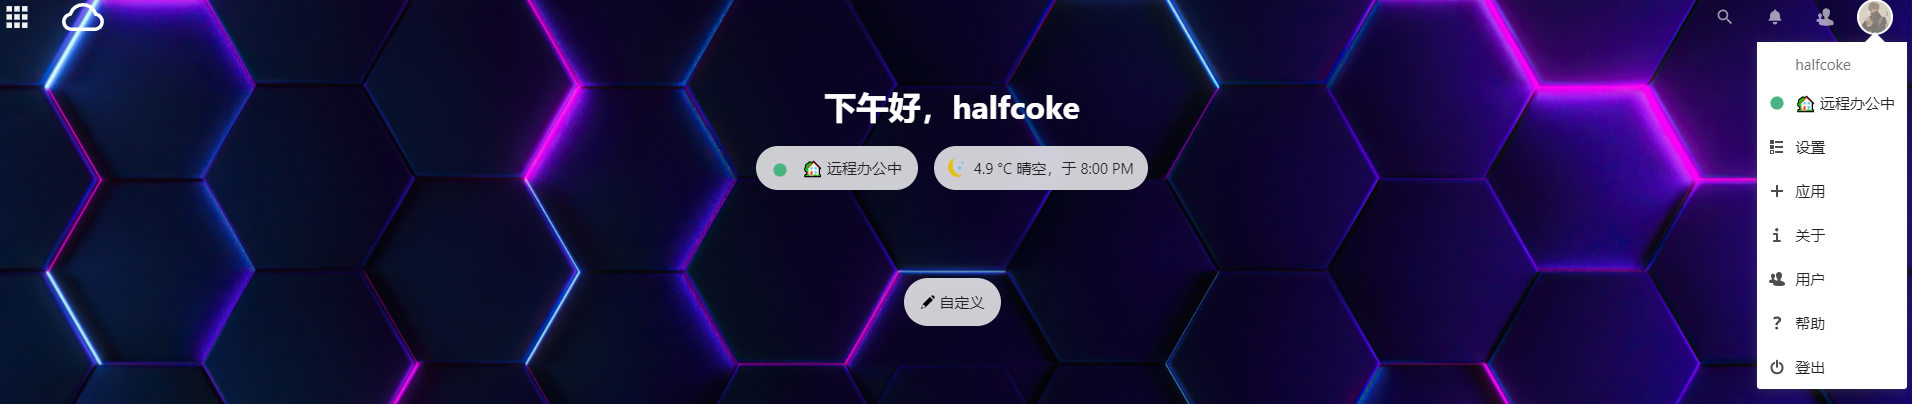 下午好，halfcoke
远程办公中
4.9 °C 晴空，于 8:00 PM
自定义
halfcoke
远程办公中
设置
应用
关于
用户
帮助
登出